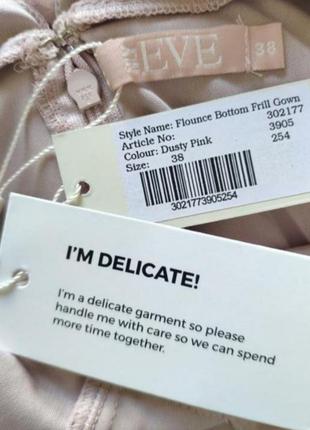 EVE
38
Style Name: Flounce Bottom Frill Gown
Article No: 302177
Colour: Dusty Pink 3905
Size: 38 254
3021773905254
I'M DELICATE!
I'm a delicate garment so please
handle me with care so we can spend
more time together.